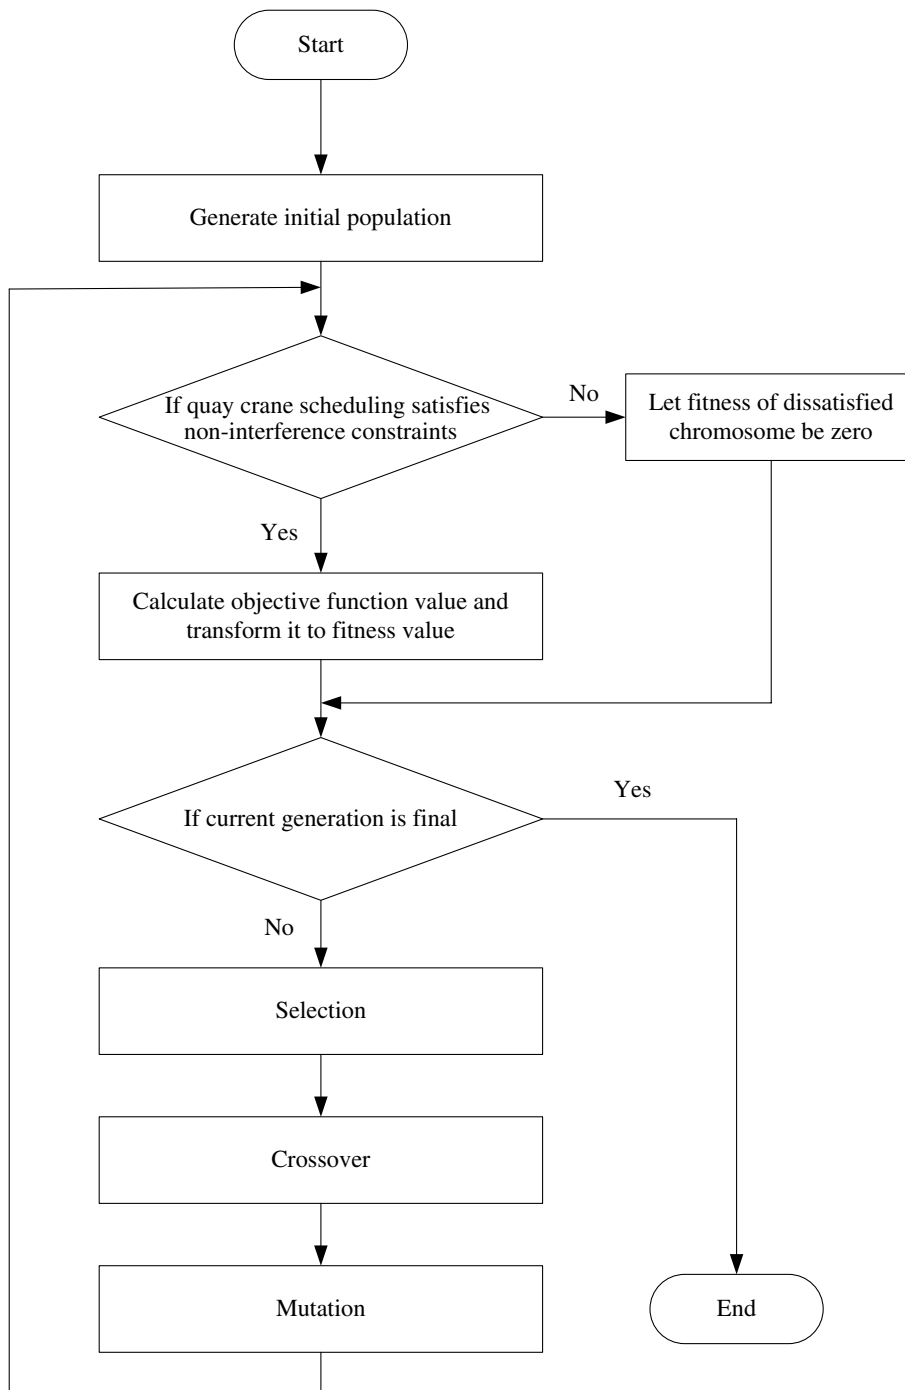 Start
Generate initial population
If quay crane scheduling satisfies
non-interference constraints
No
Let fitness of dissatisfied
chromosome be zero
Yes
Calculate objective function value and
transform it to fitness value
If current generation is final
Yes
No
Selection
Crossover
Mutation
End